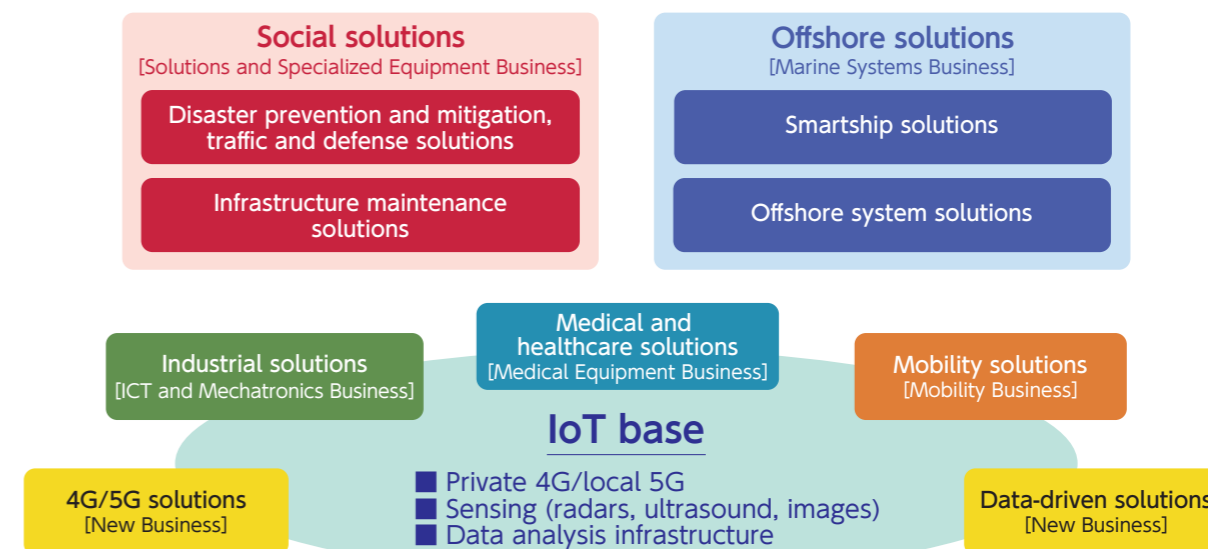 Social solutions
[Solutions and Specialized Equipment Business]
Disaster prevention and mitigation,
traffic and defense solutions
Infrastructure maintenance
solutions
Offshore solutions
[Marine Systems Business]
Smartship solutions
Offshore system solutions
Medical and
healthcare solutions
[Medical Equipment Business]
Industrial solutions
[ICT and Mechatronics Business]
Mobility solutions
[Mobility Business]
IoT base
■ Private 4G/local 5G
■ Sensing (radars, ultrasound, images)
■ Data analysis infrastructure
4G/5G solutions
[New Business]
Data-driven solutions
[New Business]